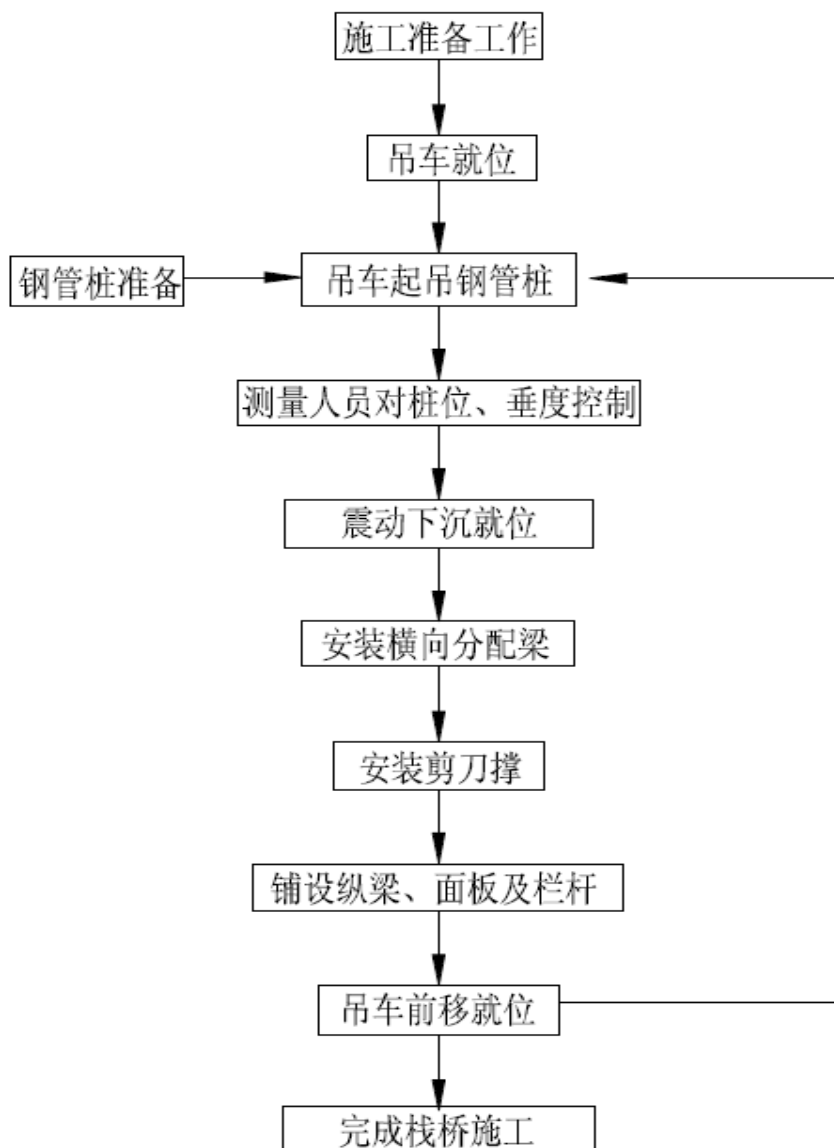 施工准备工作
吊车就位
钢管桩准备
吊车起吊钢管桩
测量人员对桩位、垂度控制
震动下沉就位
安装横向分配梁
安装剪刀撑
铺设纵梁、面板及栏杆
吊车前移就位
完成栈桥施工